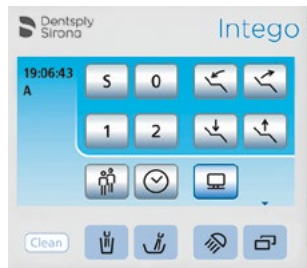 Dentsply
Sirona
Intego
19:06:43
A
S 0
1 2
Clean